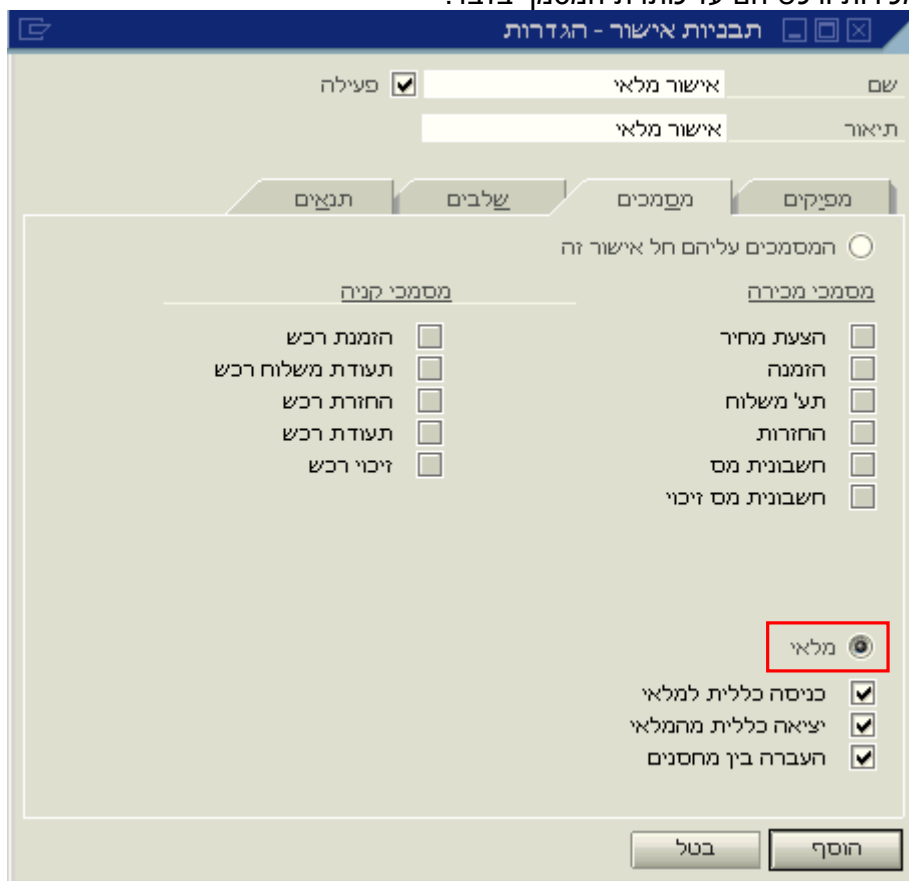 תבניות אישור - הגדרות
שם אישור מלאי פעילה
תיאור אישור מלאי
מפיקים מסמכים שלבים תנאים
המסמכים עליהם חל אישור זה
מסמכי מכירה מסמכי קניה
הצעת מחיר הזמנת רכש
הזמנה תעודת משלוח רכש
תע' משלוח החזרת רכש
החזרות תעודת רכש
חשבונית מס זיכוי רכש
חשבונית מס זיכוי
מלאי
כניסה כללית למלאי
יציאה כללית מהמלאי
העברה בין מחסנים
הוסף בטל